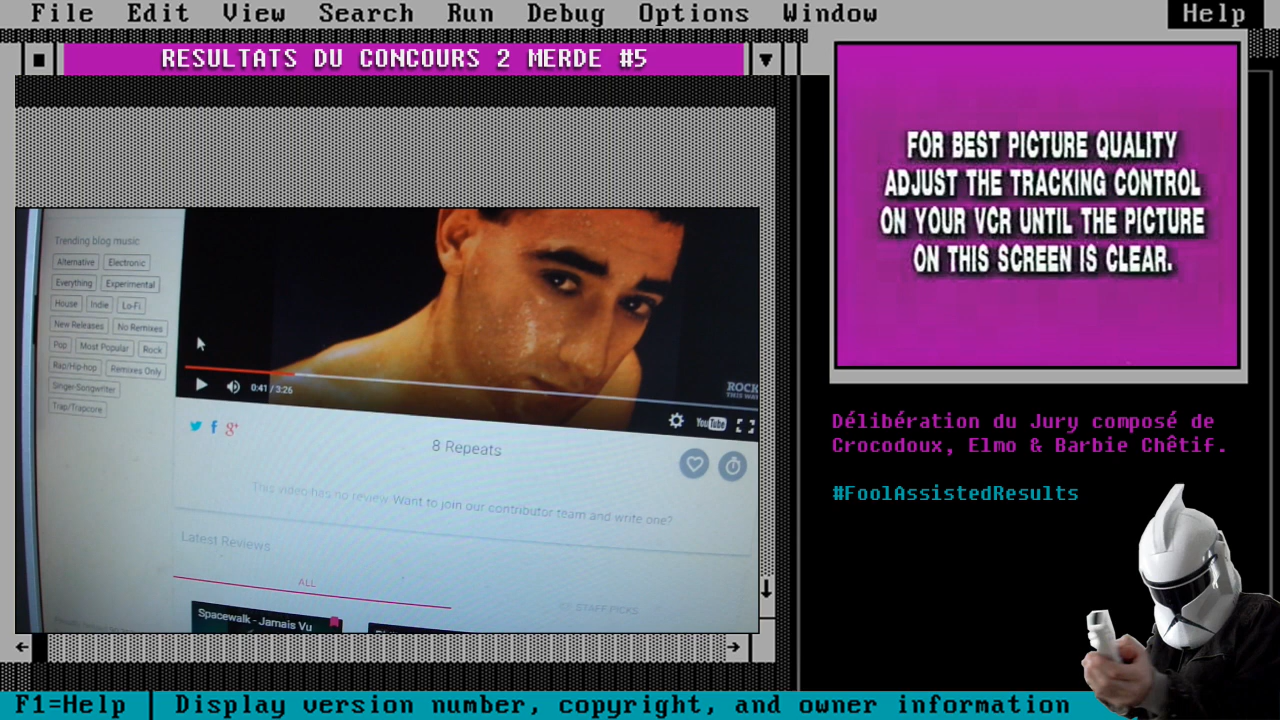 File Edit View Search Run Debug Options Window Help
RESULTATS DU CONCOURS 2 MERDE #5
FOR BEST PICTURE QUALITY
ADJUST THE TRACKING CONTROL
ON YOUR VCR UNTIL THE PICTURE
ON THIS SCREEN IS CLEAR.
Trending blog music
Alternative Electronic
Everything Experimental
House Indie Lo-Fi
New Releases No Remixes
Pop Most Popular Rock
Rap/Hip-hop Remixes Only
Singer-Songwriter
Trap/Trapcore
ROCK
THIS WAY
0:41 / 3:26
YouTube
8 Repeats
This video has no review. Want to join our contributor team and write one?
Latest Reviews
ALL
STAFF PICKS
Spacewalk - Jamais Vu
Délibération du Jury composé de
Crocodoux, Elmo & Barbie Chêtif.
#FoolAssistedResults
F1=Help | Display version number, copyright, and owner information